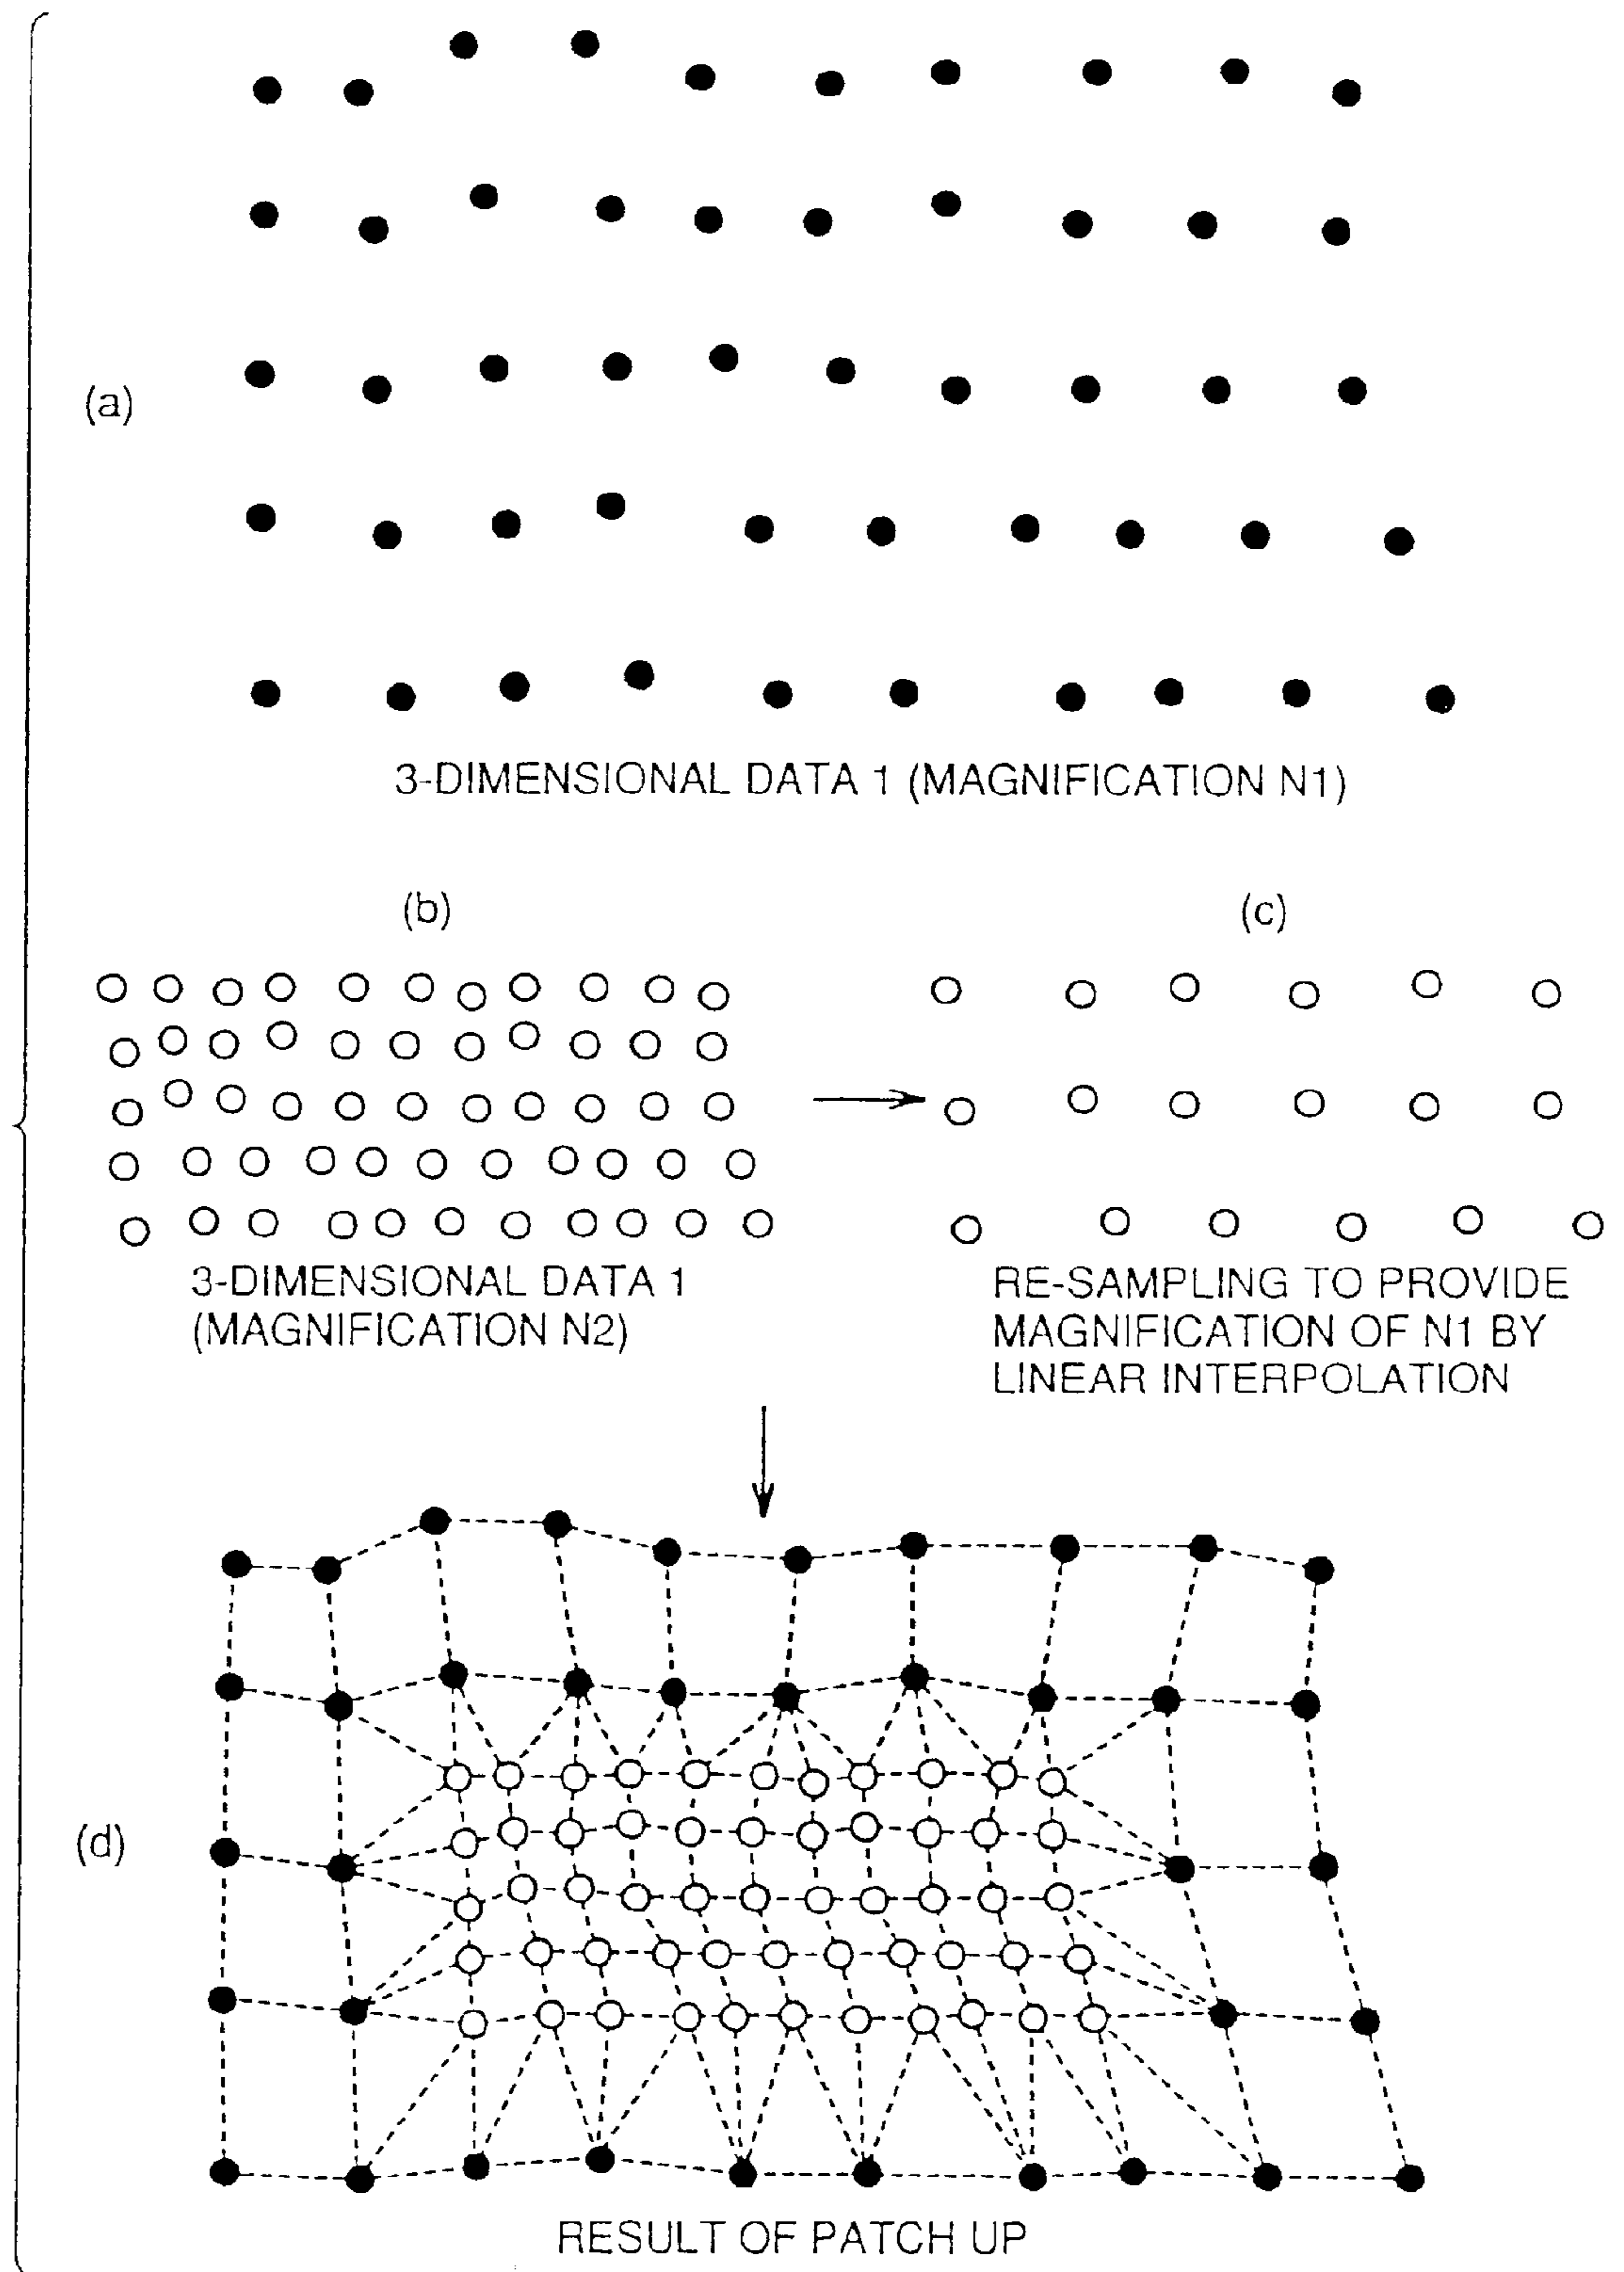 (a)
3-DIMENSIONAL DATA 1 (MAGNIFICATION N1)
(b)
(c)
3-DIMENSIONAL DATA 1
(MAGNIFICATION N2)
RE-SAMPLING TO PROVIDE
MAGNIFICATION OF N1 BY
LINEAR INTERPOLATION
(d)
RESULT OF PATCH UP